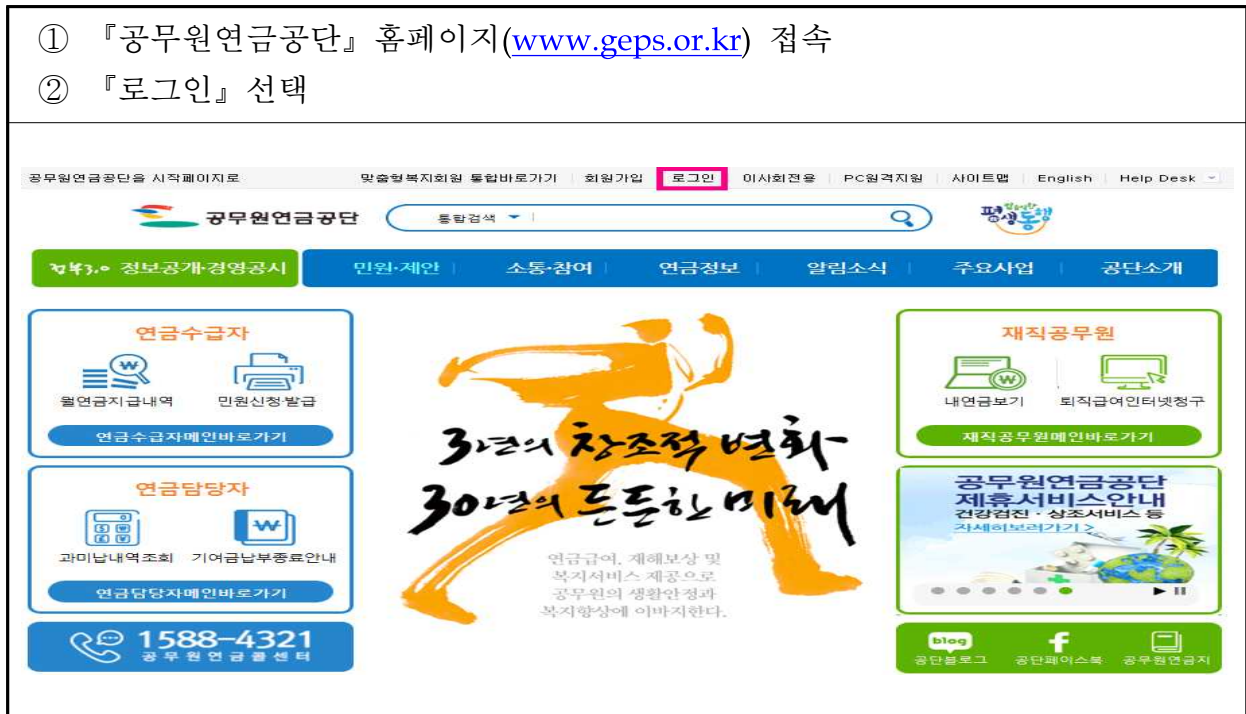 ① 『공무원연금공단』 홈페이지(www.geps.or.kr) 접속
② 『로그인』 선택
공무원연금공단을 시작페이지로 맞춤형복지회원 통합바로가기 회원가입 로그인 이사회전용 PC원격지원 사이트맵 English Help Desk
공무원연금공단 통합검색 평생동행
정부3.0 정보공개·경영공시 민원·제안 소통·참여 연금정보 알림소식 주요사업 공단소개
연금수급자
월연금지급내역 민원신청·발급
연금수급자메인바로가기
연금담당자
과미납내역조회 기여금납부종료안내
연금담당자메인바로가기
1588-4321
공무원연금콜센터
3년의 창조적 변화
30년의 든든한 미래
연금급여, 재해보상 및
복지서비스 제공으로
공무원의 생활안정과
복지향상에 이바지한다.
재직공무원
내연금보기 퇴직급여인터넷청구
재직공무원메인바로가기
공무원연금공단
제휴서비스안내
건강검진 · 상조서비스 등
자세히보러가기 >
blog f
공단블로그 공단페이스북 공무원연금지